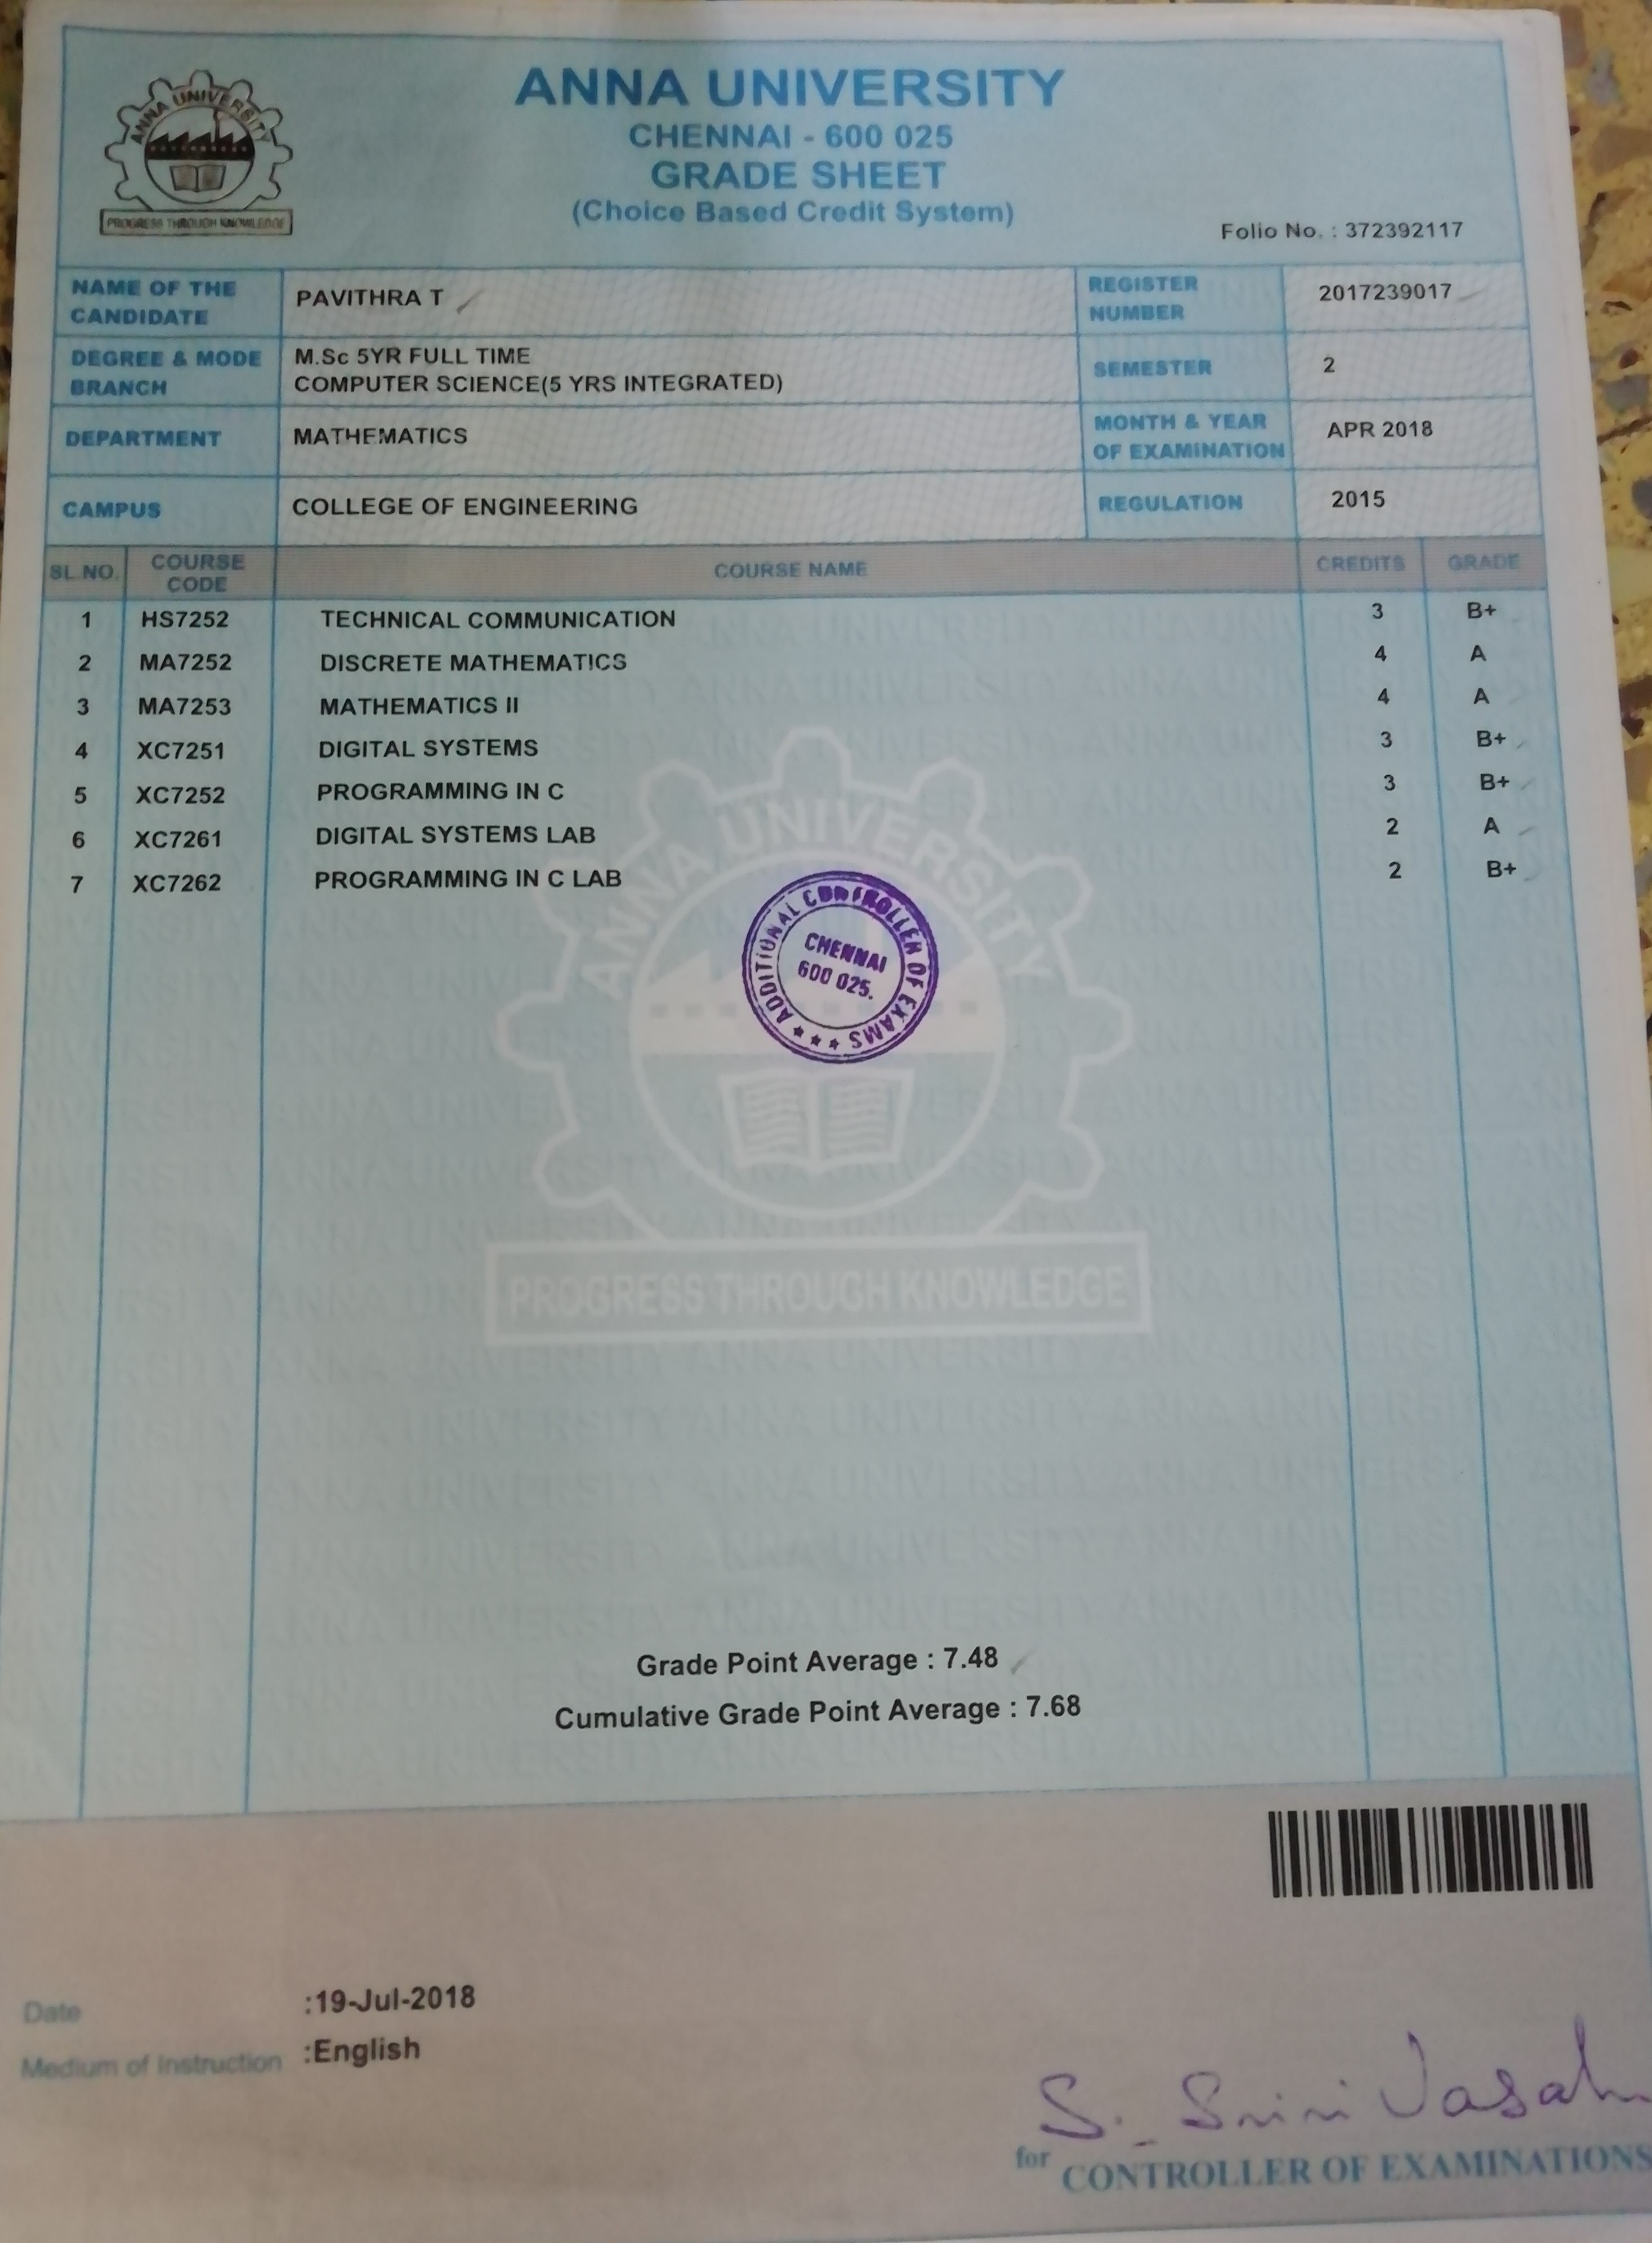 ANNA UNIVERSITY
PROGRESS THROUGH KNOWLEDGE
ANNA UNIVERSITY
CHENNAI - 600 025
GRADE SHEET
(Choice Based Credit System)
Folio No. : 372392117
NAME OF THE CANDIDATE PAVITHRA T REGISTER NUMBER 2017239017
DEGREE & MODE BRANCH M.Sc 5YR FULL TIME COMPUTER SCIENCE(5 YRS INTEGRATED) SEMESTER 2
DEPARTMENT MATHEMATICS MONTH & YEAR OF EXAMINATION APR 2018
CAMPUS COLLEGE OF ENGINEERING REGULATION 2015
SL.NO. COURSE CODE COURSE NAME CREDITS GRADE
1 HS7252 TECHNICAL COMMUNICATION 3 B+
2 MA7252 DISCRETE MATHEMATICS 4 A
3 MA7253 MATHEMATICS II 4 A
4 XC7251 DIGITAL SYSTEMS 3 B+
5 XC7252 PROGRAMMING IN C 3 B+
6 XC7261 DIGITAL SYSTEMS LAB 2 A
7 XC7262 PROGRAMMING IN C LAB 2 B+
ANNA UNIVERSITY
ADDITIONAL CONTROLLER OF EXAMS
CHENNAI
600 025.
PROGRESS THROUGH KNOWLEDGE
Grade Point Average : 7.48
Cumulative Grade Point Average : 7.68
Date :19-Jul-2018
Medium of Instruction :English
for CONTROLLER OF EXAMINATIONS